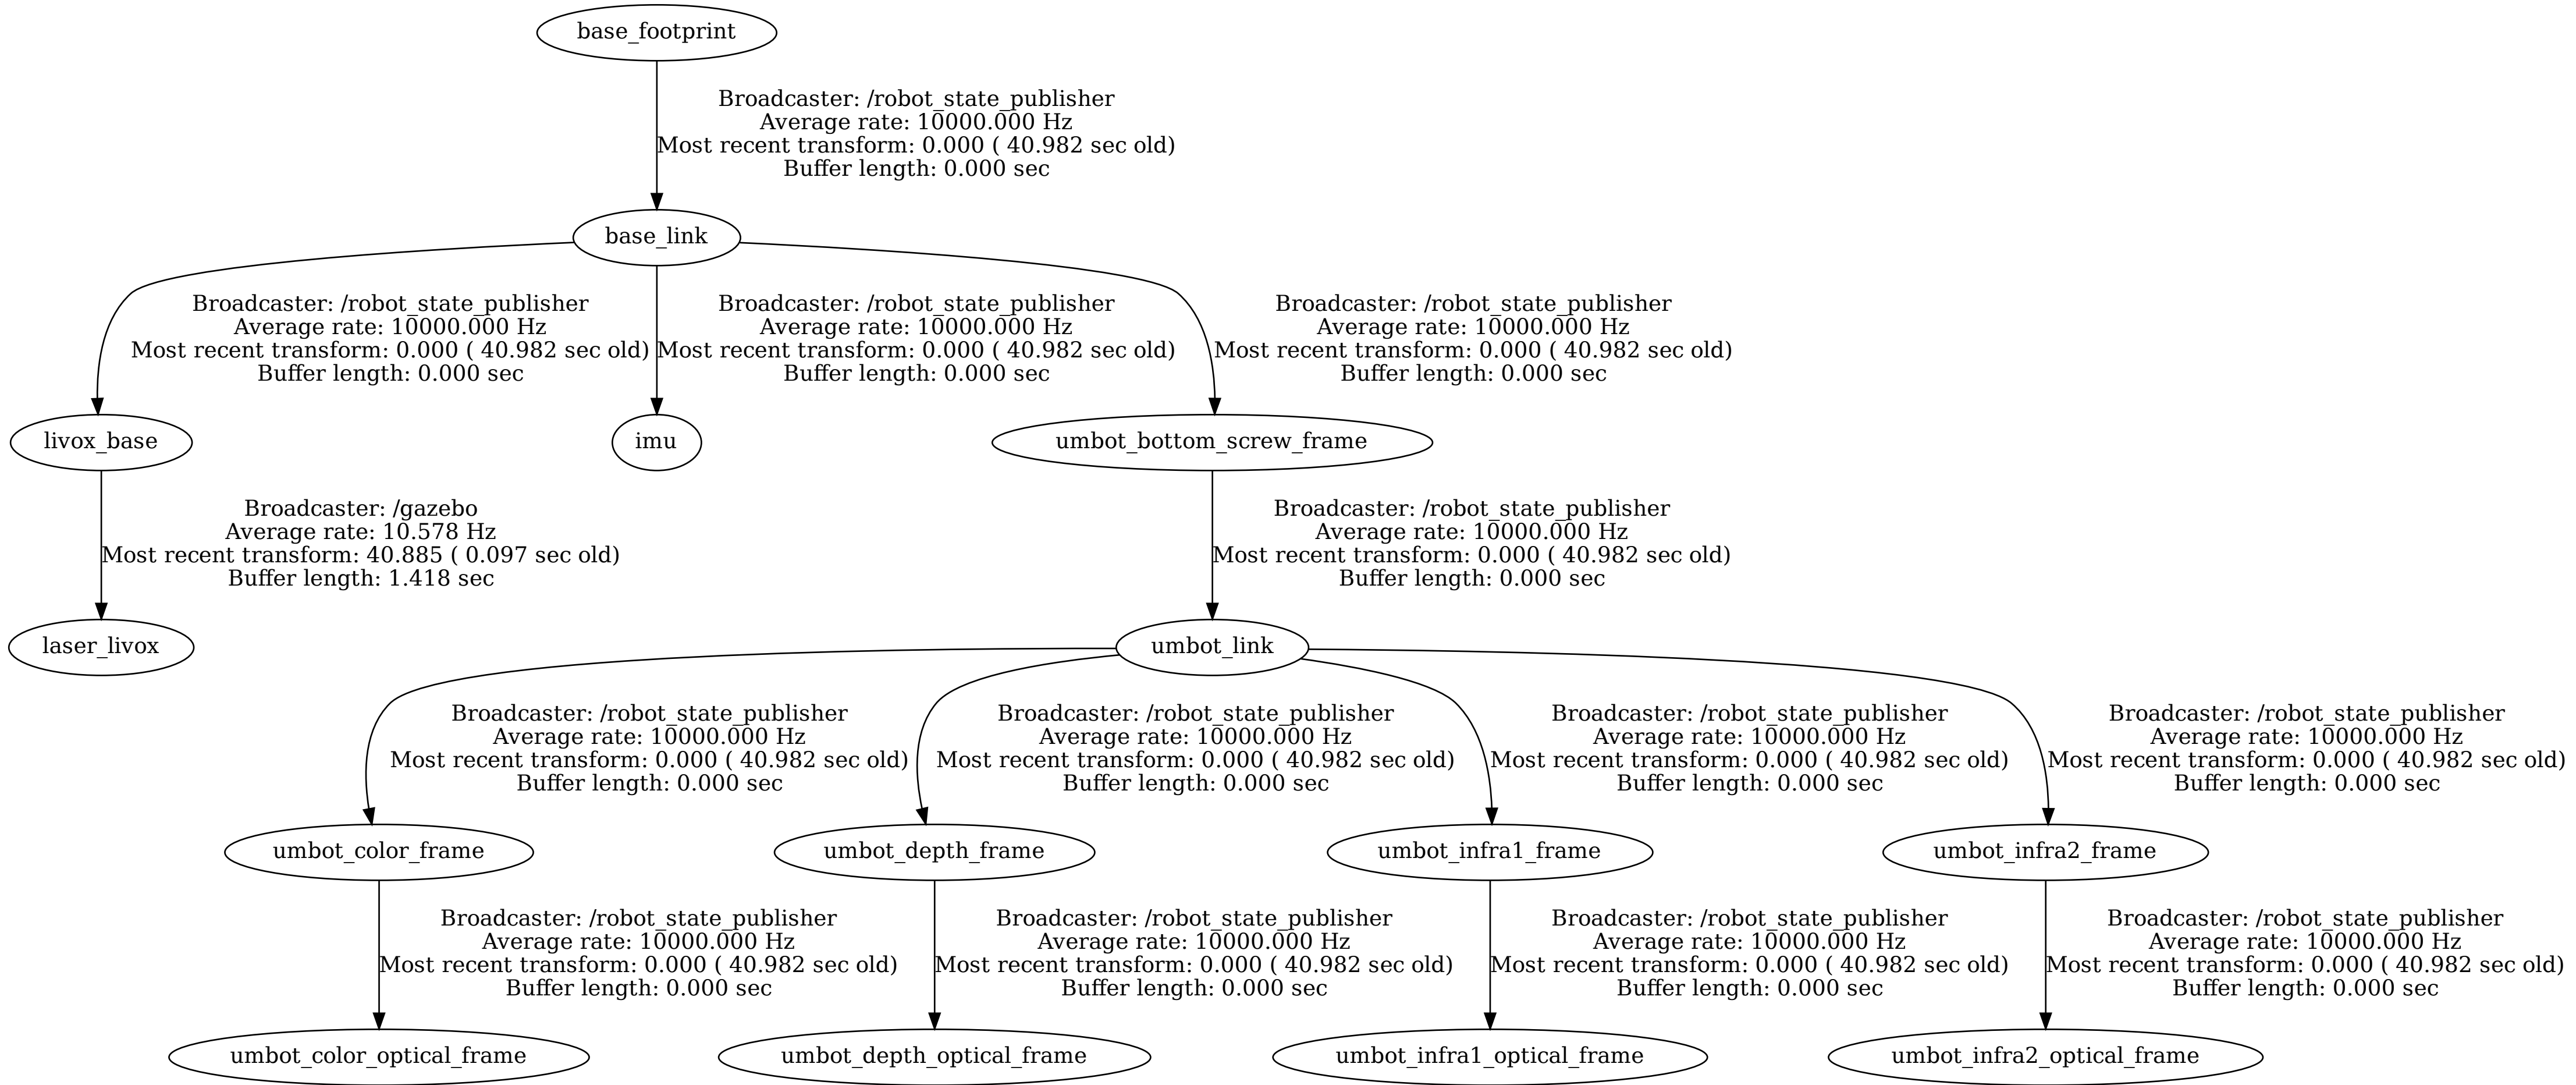 base_footprint
Broadcaster: /robot_state_publisher
Average rate: 10000.000 Hz
Most recent transform: 0.000 ( 40.982 sec old)
Buffer length: 0.000 sec
base_link
Broadcaster: /robot_state_publisher
Average rate: 10000.000 Hz
Most recent transform: 0.000 ( 40.982 sec old)
Buffer length: 0.000 sec
Broadcaster: /robot_state_publisher
Average rate: 10000.000 Hz
Most recent transform: 0.000 ( 40.982 sec old)
Buffer length: 0.000 sec
Broadcaster: /robot_state_publisher
Average rate: 10000.000 Hz
Most recent transform: 0.000 ( 40.982 sec old)
Buffer length: 0.000 sec
livox_base
imu
umbot_bottom_screw_frame
Broadcaster: /gazebo
Average rate: 10.578 Hz
Most recent transform: 40.885 ( 0.097 sec old)
Buffer length: 1.418 sec
Broadcaster: /robot_state_publisher
Average rate: 10000.000 Hz
Most recent transform: 0.000 ( 40.982 sec old)
Buffer length: 0.000 sec
laser_livox
umbot_link
Broadcaster: /robot_state_publisher
Average rate: 10000.000 Hz
Most recent transform: 0.000 ( 40.982 sec old)
Buffer length: 0.000 sec
Broadcaster: /robot_state_publisher
Average rate: 10000.000 Hz
Most recent transform: 0.000 ( 40.982 sec old)
Buffer length: 0.000 sec
Broadcaster: /robot_state_publisher
Average rate: 10000.000 Hz
Most recent transform: 0.000 ( 40.982 sec old)
Buffer length: 0.000 sec
Broadcaster: /robot_state_publisher
Average rate: 10000.000 Hz
Most recent transform: 0.000 ( 40.982 sec old)
Buffer length: 0.000 sec
umbot_color_frame
umbot_depth_frame
umbot_infra1_frame
umbot_infra2_frame
Broadcaster: /robot_state_publisher
Average rate: 10000.000 Hz
Most recent transform: 0.000 ( 40.982 sec old)
Buffer length: 0.000 sec
Broadcaster: /robot_state_publisher
Average rate: 10000.000 Hz
Most recent transform: 0.000 ( 40.982 sec old)
Buffer length: 0.000 sec
Broadcaster: /robot_state_publisher
Average rate: 10000.000 Hz
Most recent transform: 0.000 ( 40.982 sec old)
Buffer length: 0.000 sec
Broadcaster: /robot_state_publisher
Average rate: 10000.000 Hz
Most recent transform: 0.000 ( 40.982 sec old)
Buffer length: 0.000 sec
umbot_color_optical_frame
umbot_depth_optical_frame
umbot_infra1_optical_frame
umbot_infra2_optical_frame